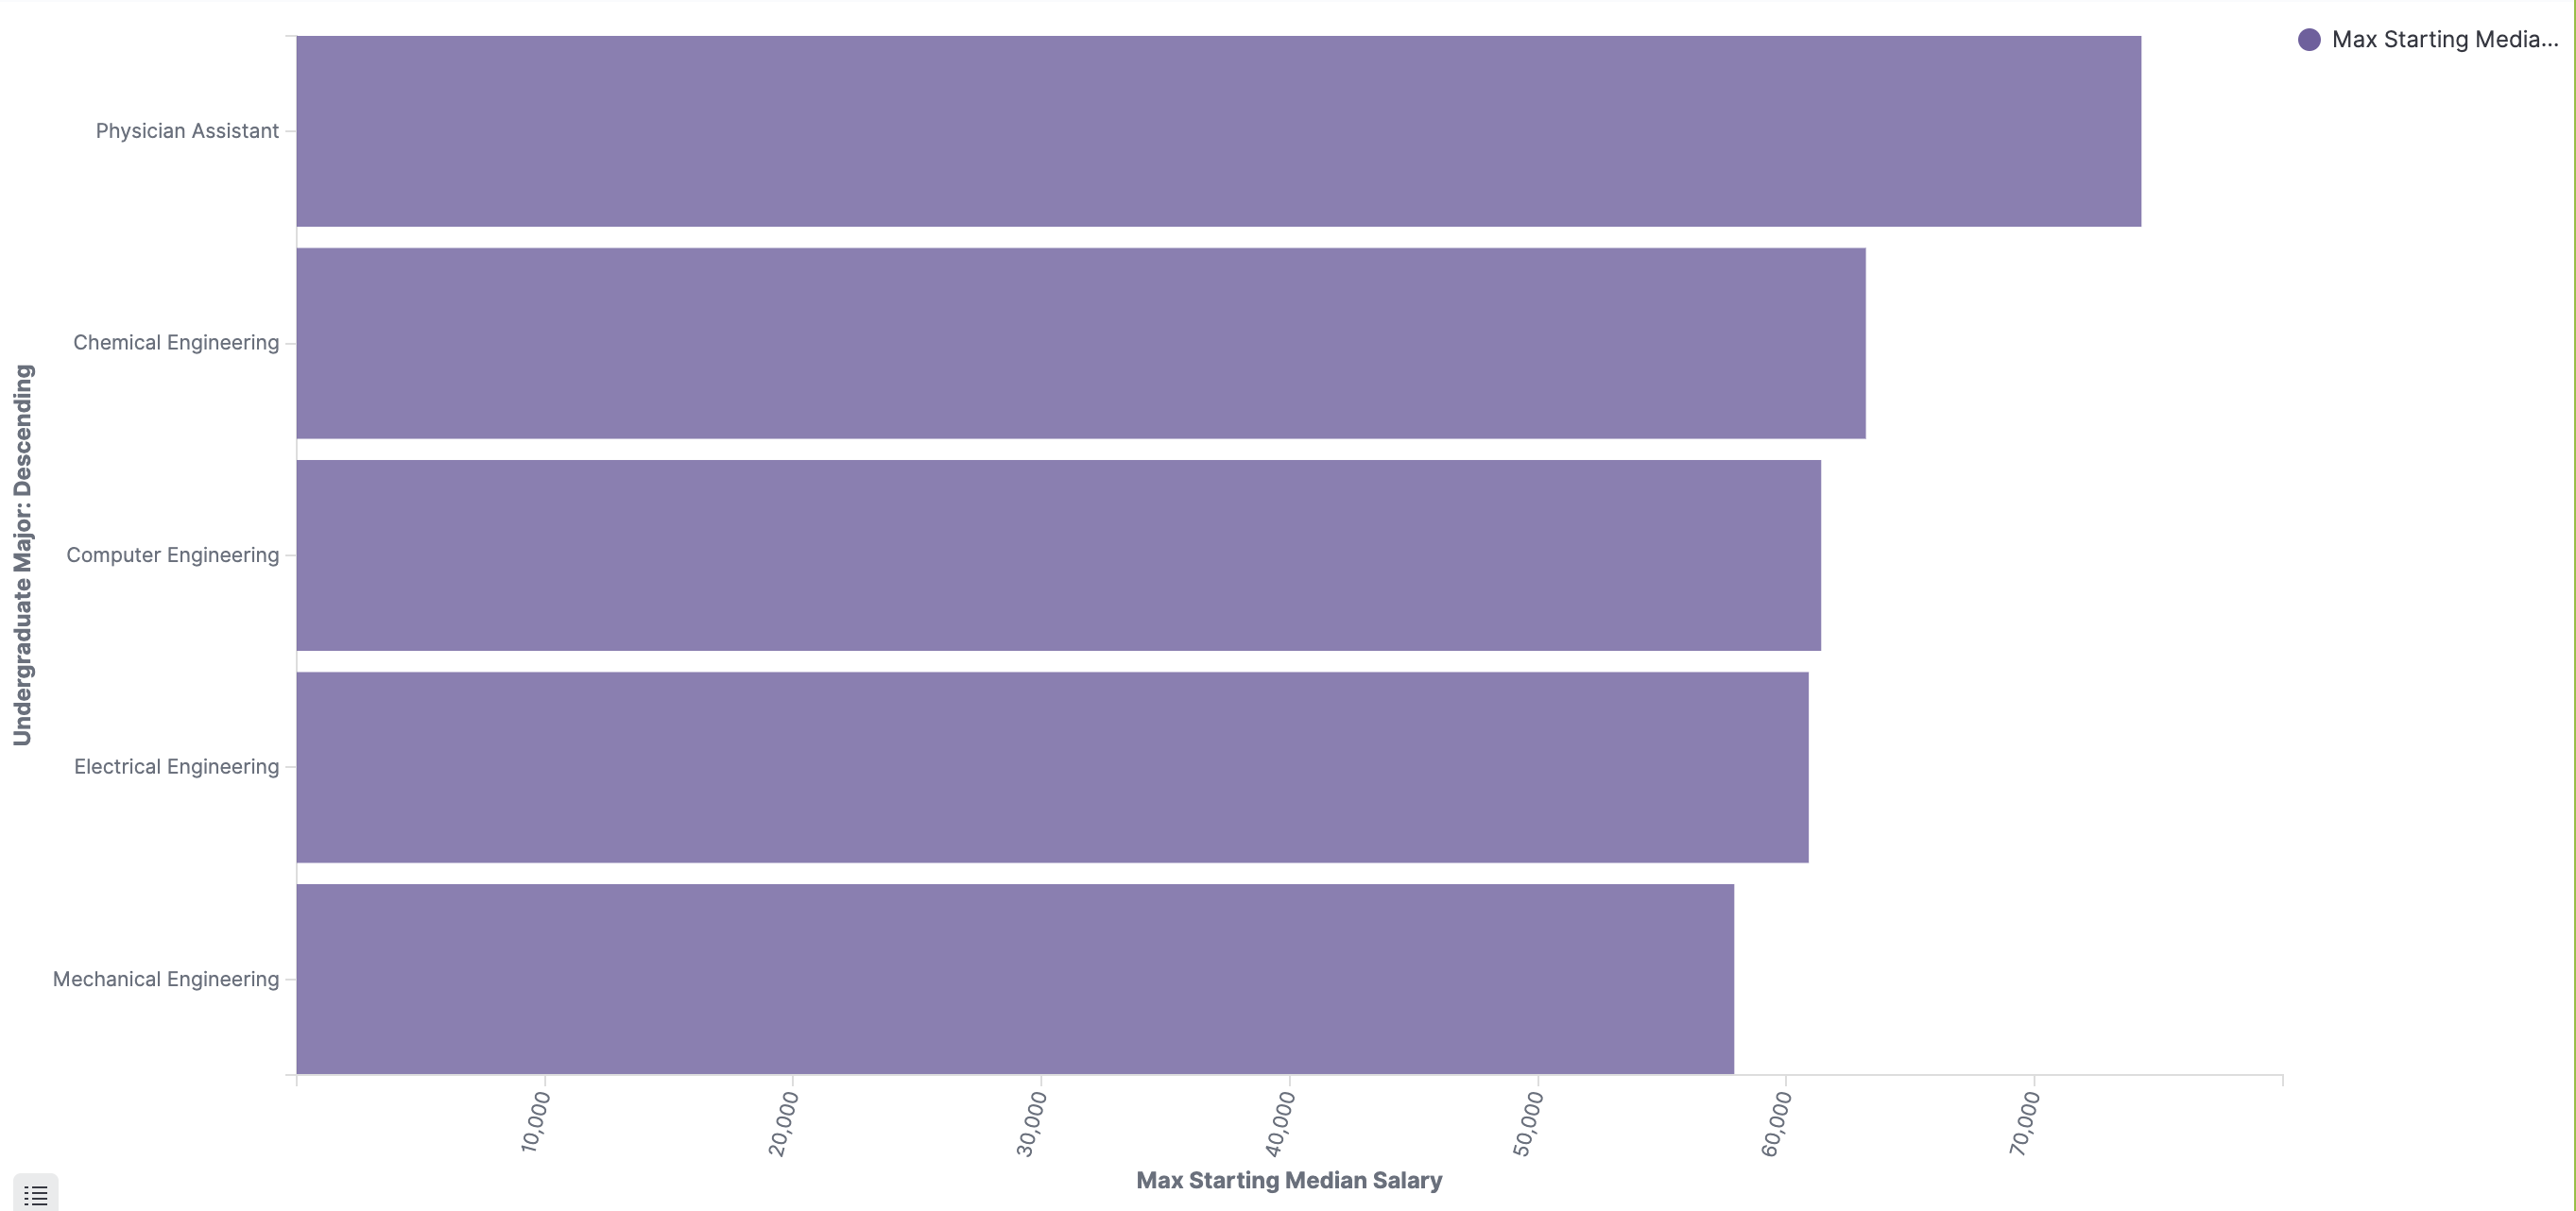 Max Starting Media...
Undergraduate Major: Descending
Physician Assistant
Chemical Engineering
Computer Engineering
Electrical Engineering
Mechanical Engineering
10,000
20,000
30,000
40,000
50,000
60,000
70,000
Max Starting Median Salary